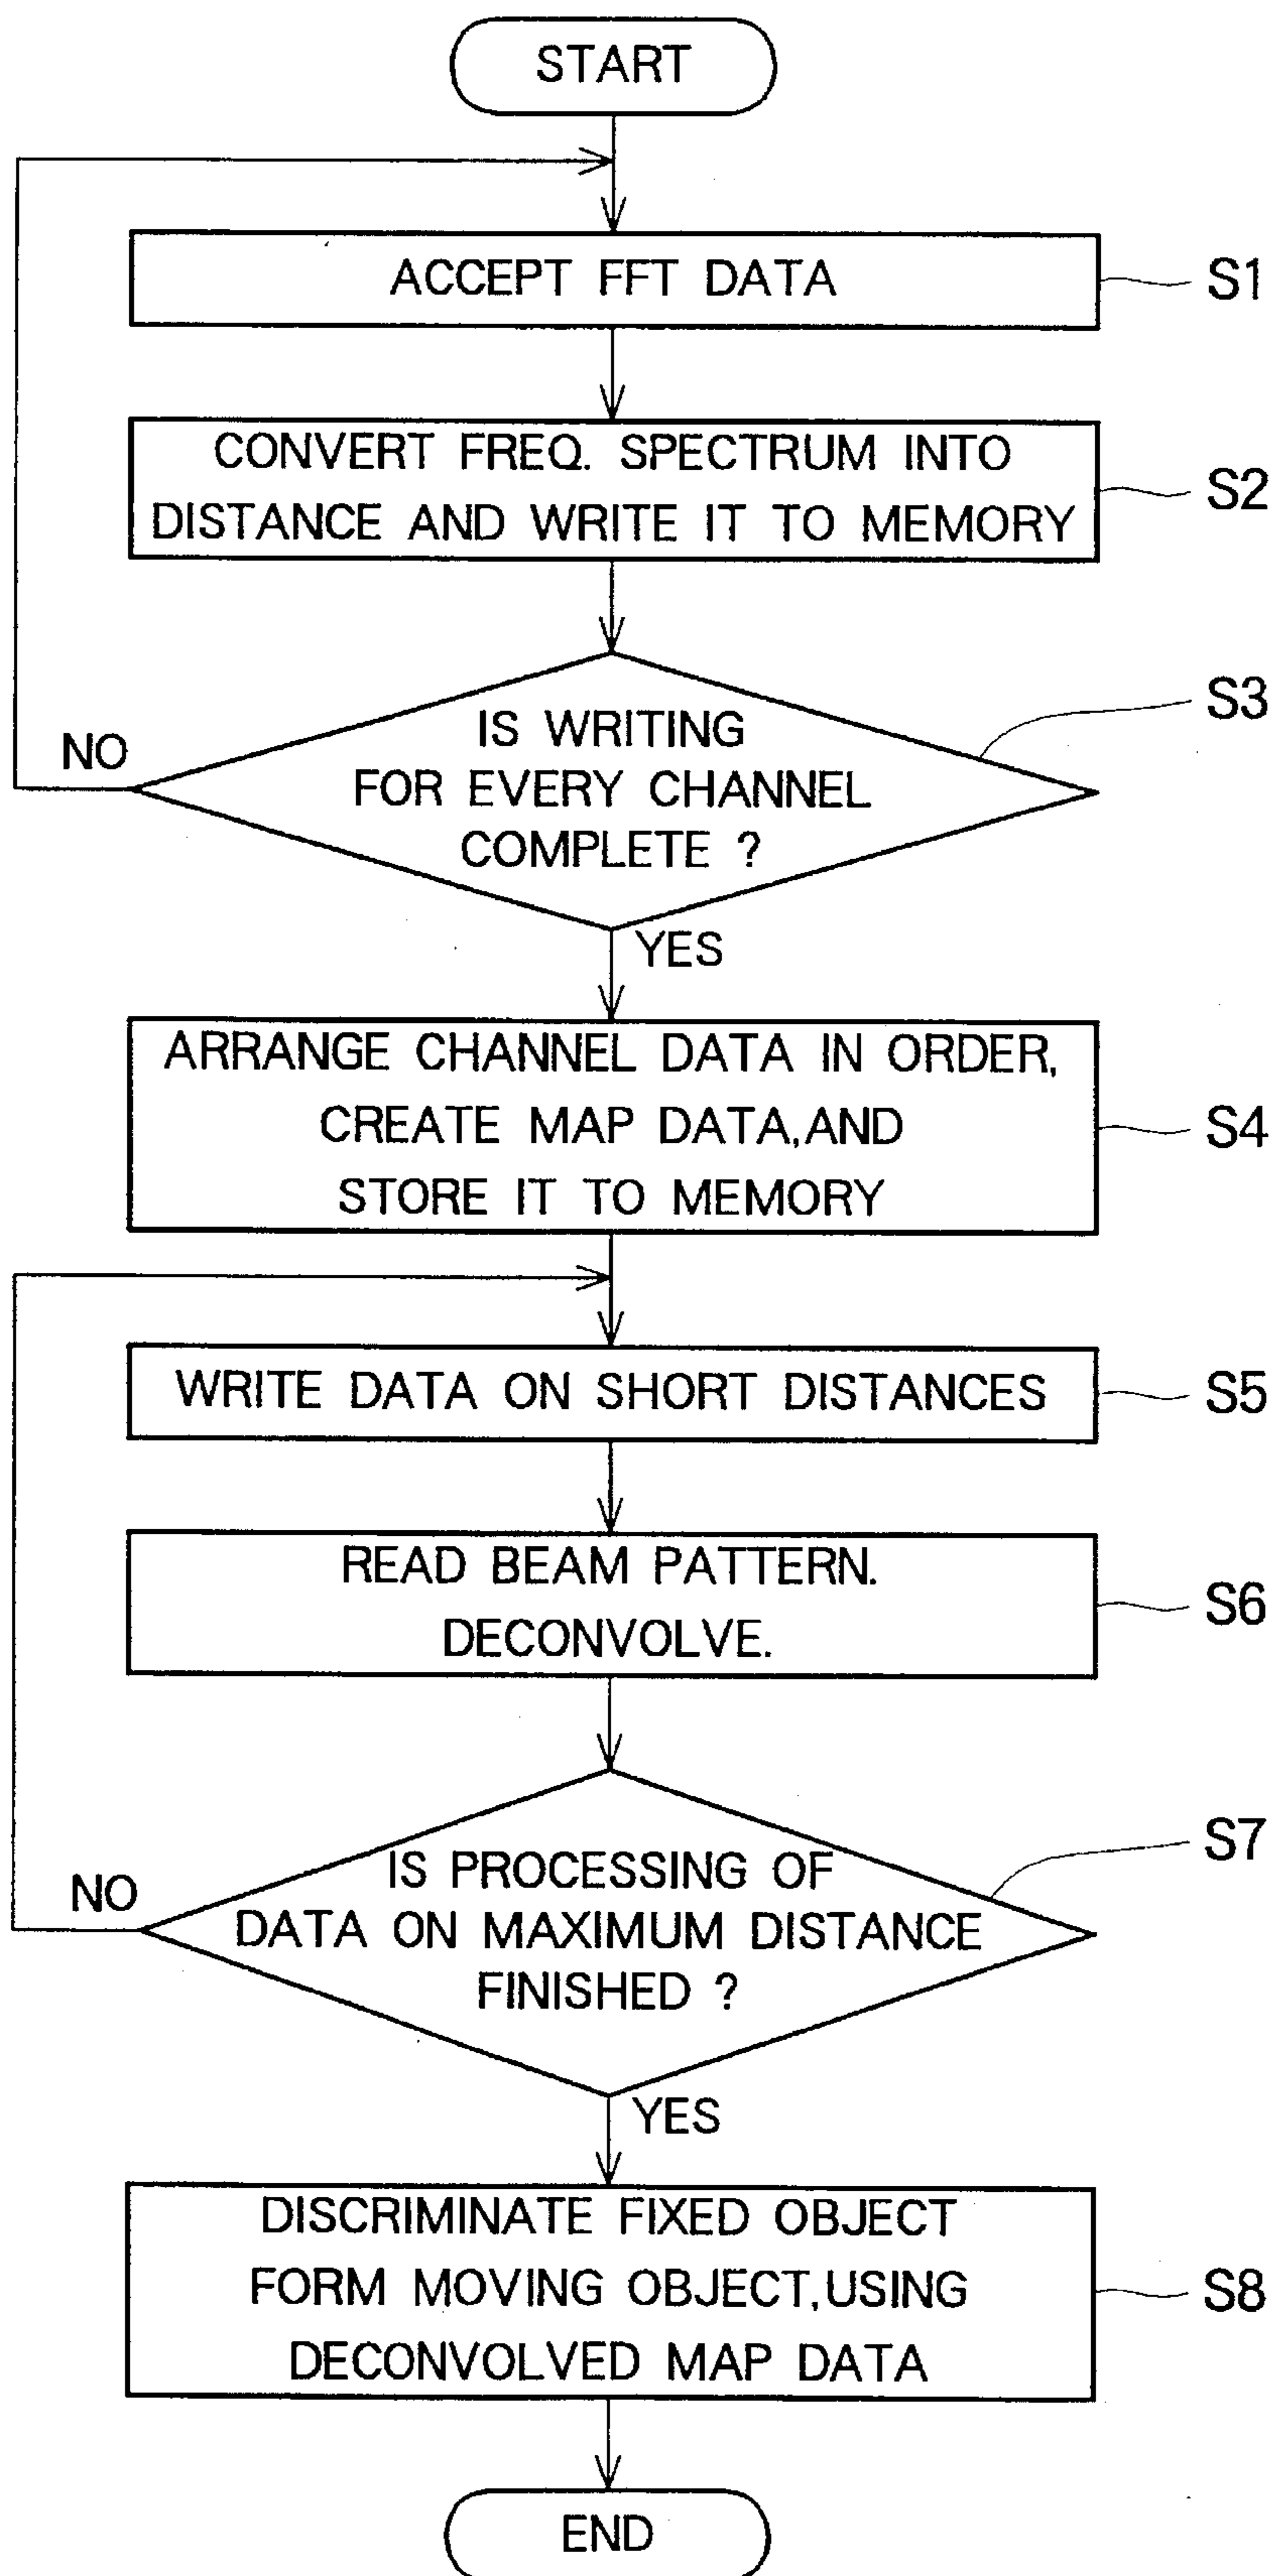 START
ACCEPT FFT DATA
S1
CONVERT FREQ. SPECTRUM INTO
DISTANCE AND WRITE IT TO MEMORY
S2
IS WRITING
FOR EVERY CHANNEL
COMPLETE ?
S3
NO
YES
ARRANGE CHANNEL DATA IN ORDER,
CREATE MAP DATA,AND
STORE IT TO MEMORY
S4
WRITE DATA ON SHORT DISTANCES
S5
READ BEAM PATTERN.
DECONVOLVE.
S6
IS PROCESSING OF
DATA ON MAXIMUM DISTANCE
FINISHED ?
S7
NO
YES
DISCRIMINATE FIXED OBJECT
FORM MOVING OBJECT,USING
DECONVOLVED MAP DATA
S8
END